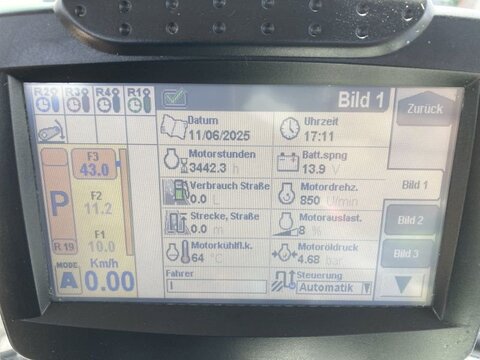 R2 R3 R4 R1 Bild 1 Zurück
Datum Uhrzeit
11/06/2025 17:11
Motorstunden Batt.spng
3442.3 h 13.9 V
Verbrauch Straße Motordrehz.
0.0 L 850 U/min
Strecke, Straße Motorauslast.
0.0 m 8 %
Motorkühlfl.k. Motoröldruck
64 °C 4.68 bar
Fahrer Steuerung
Automatik
F3
43.0
F2
11.2
F1
10.0
P
R 19
Km/h
MODE
A 0.00
Bild 1
Bild 2
Bild 3